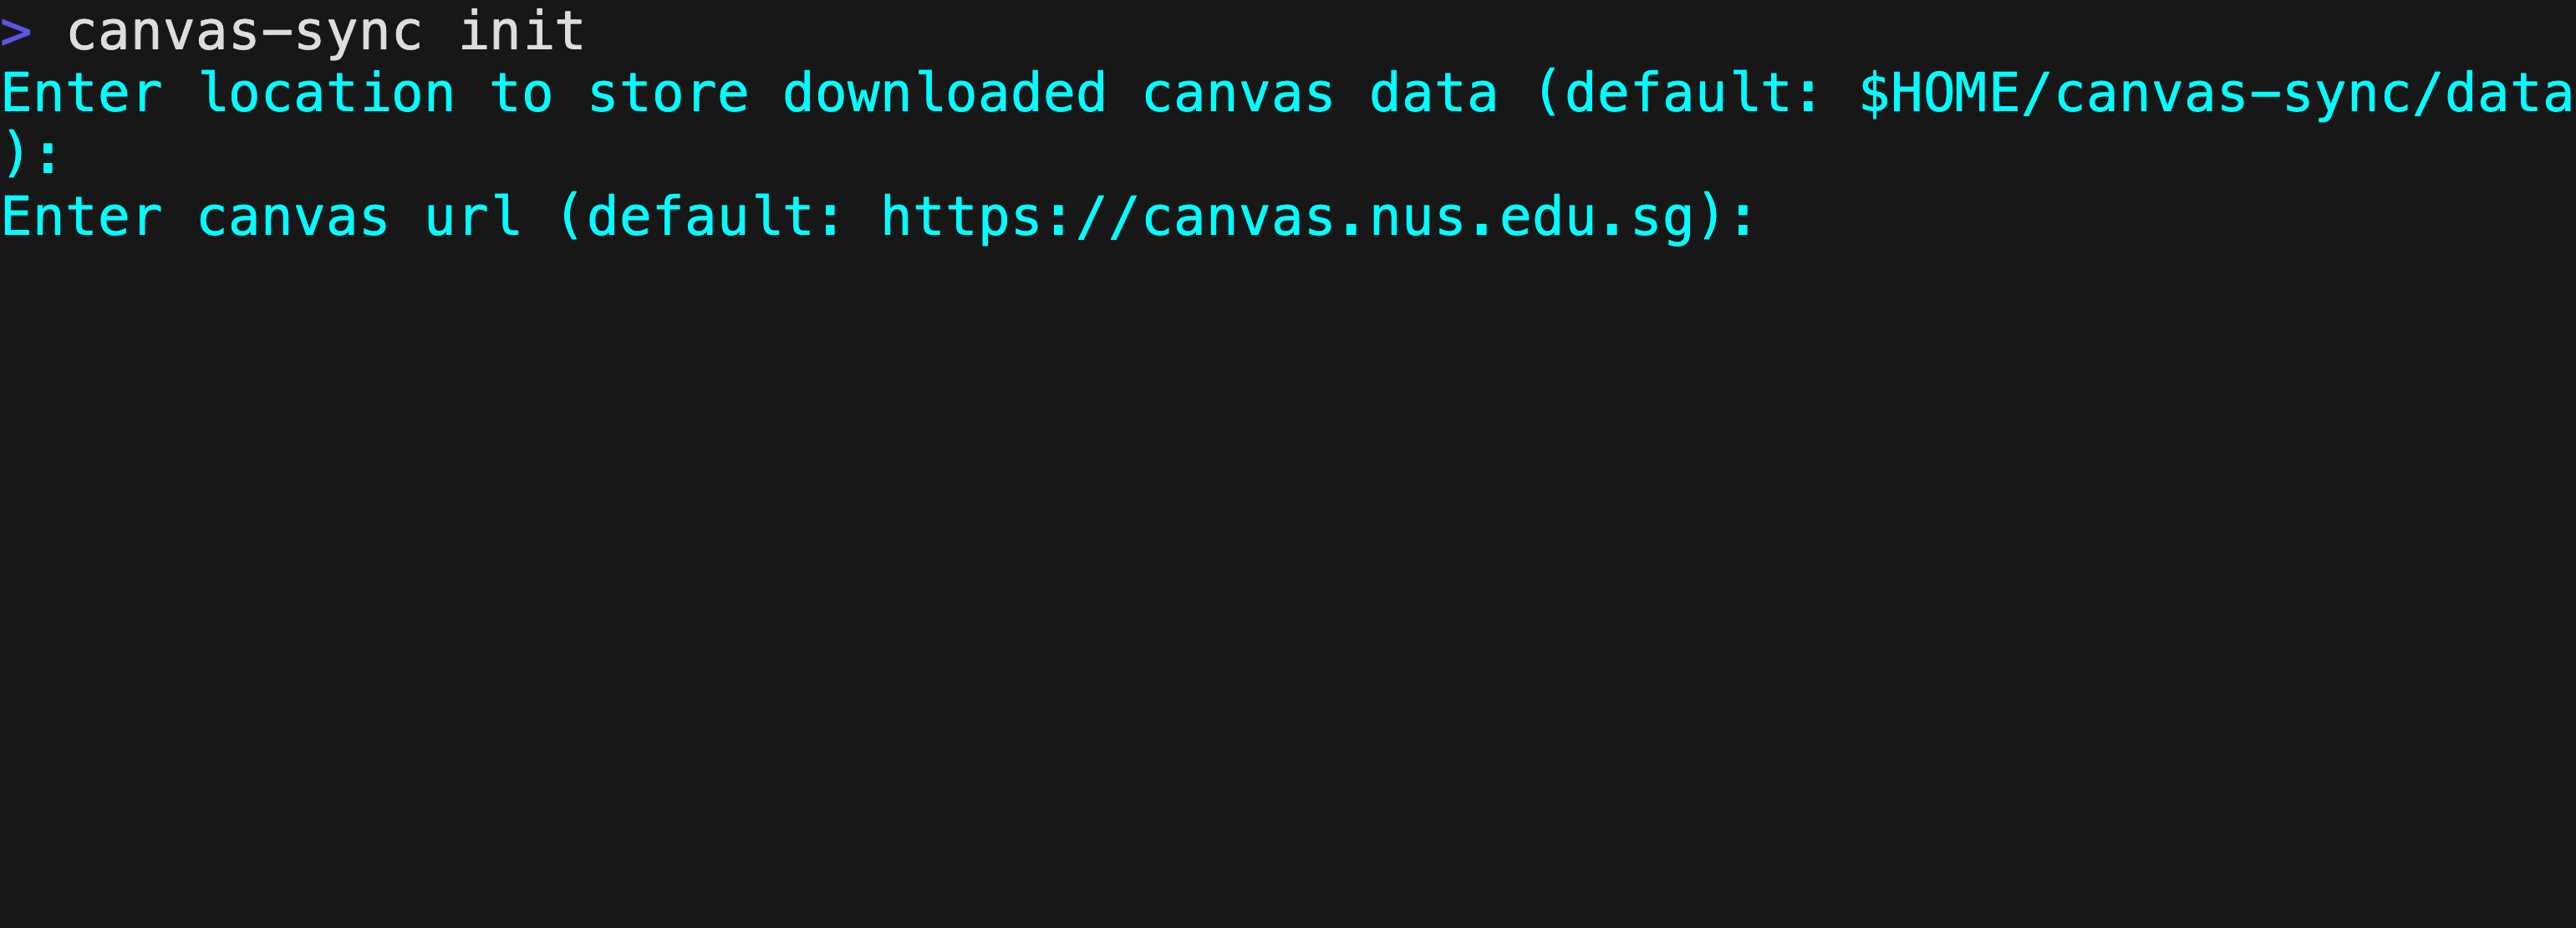 > canvas-sync init
Enter location to store downloaded canvas data (default: $HOME/canvas-sync/data
):
Enter canvas url (default: https://canvas.nus.edu.sg):